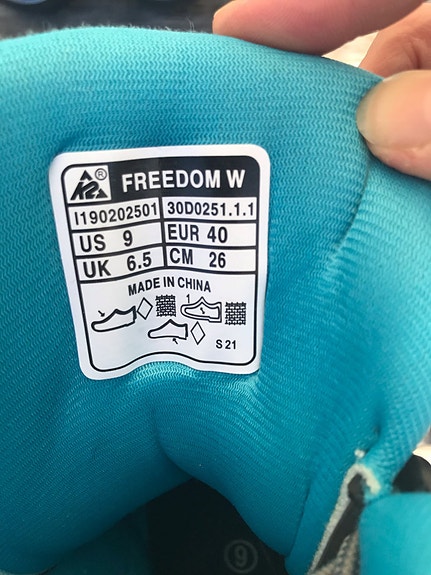 K2® FREEDOM W
I190202501 30D0251.1.1
US 9 EUR 40
UK 6.5 CM 26
MADE IN CHINA
S 21
9